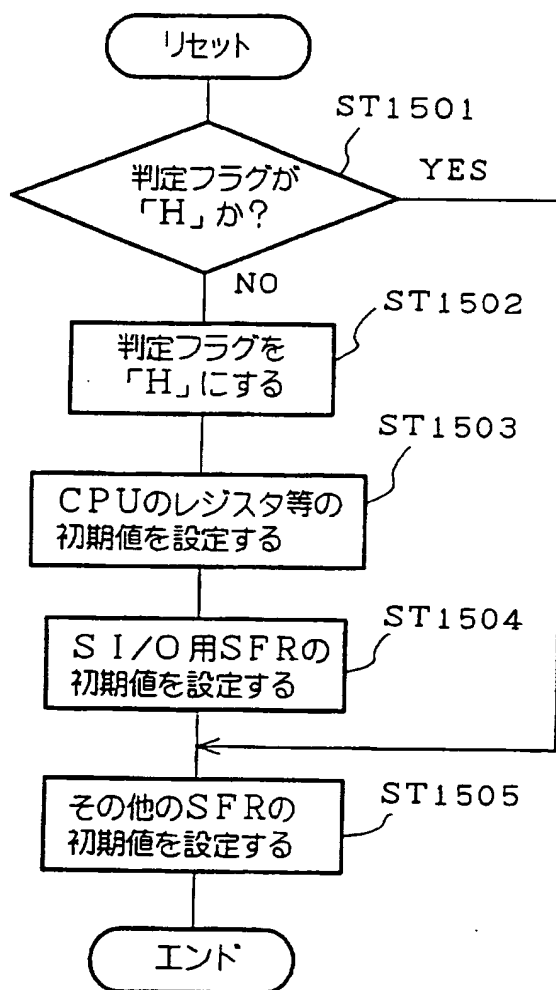 リセット
ST1501
判定フラグが
「H」か?
YES
NO
ST1502
判定フラグを
「H」にする
ST1503
CPUのレジスタ等の
初期値を設定する
ST1504
SI/O用SFRの
初期値を設定する
ST1505
その他のSFRの
初期値を設定する
エンド